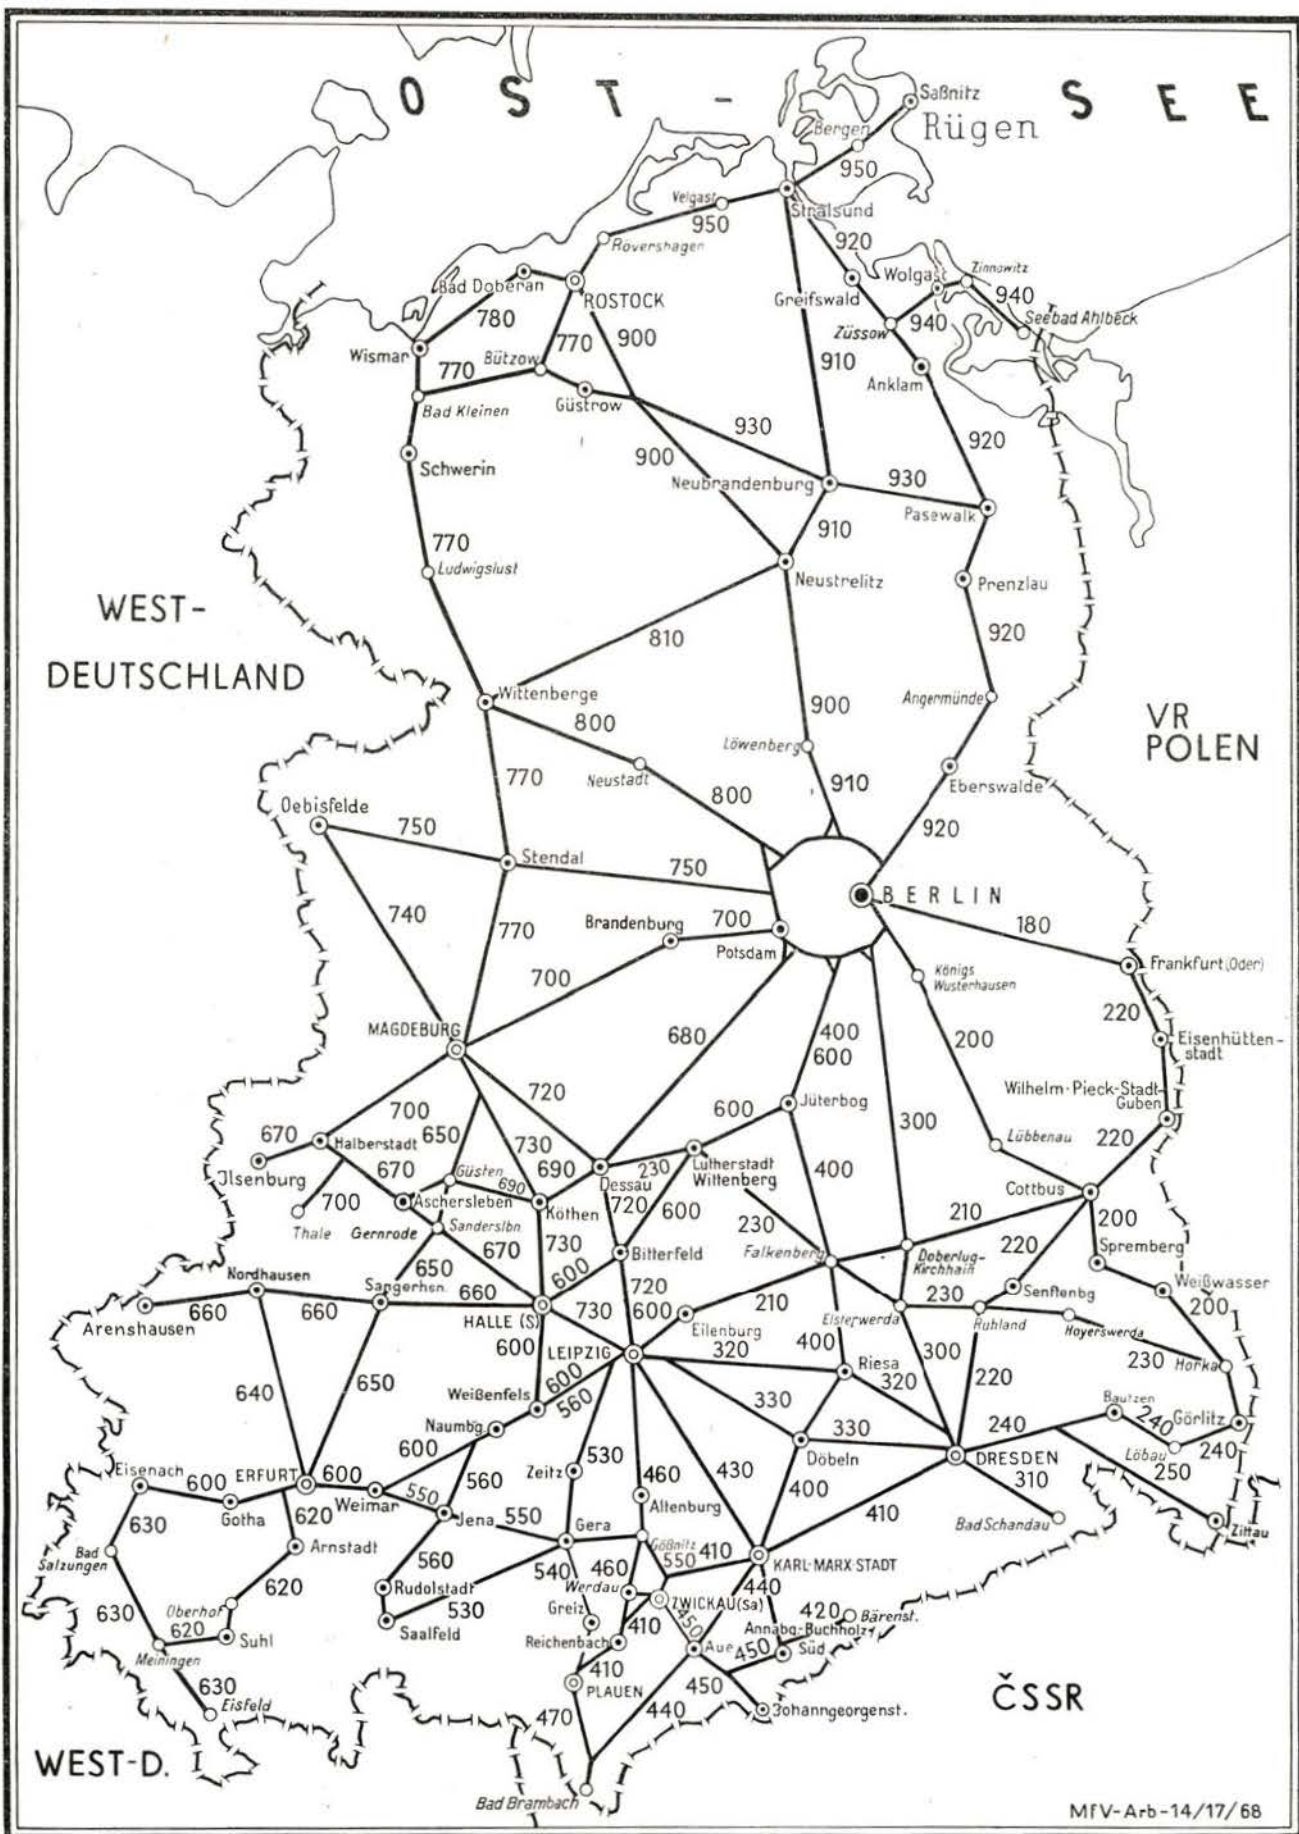 OST-SEE
Saßnitz
Rügen
Bergen
950
Velgast
Stralsund
950
Rövershagen
920
Bad Doberan
ROSTOCK
Greifswald
Wolgast
Zinnowitz
940
780
Züssow
940
Seebad Ahlbeck
Wismar
Bützow
770
900
910
Anklam
770
Bad Kleinen
Güstrow
930
920
Schwerin
900
Neubrandenburg
930
Pasewalk
770
910
Ludwigslust
Neustrelitz
Prenzlau
WEST-
DEUTSCHLAND
810
920
Wittenberge
Angermünde
800
900
VR
POLEN
Löwenberg
770
Neustadt
910
Eberswalde
Oebisfelde
800
750
920
Stendal
750
BERLIN
740
770
Brandenburg
700
180
Potsdam
Frankfurt (Oder)
700
Königs
Wusterhausen
220
MAGDEBURG
680
400
600
200
Eisenhütten-
stadt
720
Wilhelm-Pieck-Stadt-
Guben
700
600
Jüterbog
670
Halberstadt
650
730
300
Lübbenau
220
Ilsenburg
670
Güsten
690
690
Dessau
230
Lutherstadt
Wittenberg
400
Cottbus
700
Aschersleben
Köthen
720
600
230
210
200
Thale
Gernrode
Sanderslbn.
Falkenberg
Doberlug-
Kirchhain
220
Spremberg
650
670
730
Bitterfeld
Nordhausen
600
720
Senftenbg
Weißwasser
660
660
Sangerhsn.
660
HALLE (S)
730
600
210
Elsterwerda
230
Ruhland
Hoyerswerda
200
Arenshausen
Eilenburg
600
LEIPZIG
320
400
300
230
Horka
640
650
Riesa
320
220
Weißenfels
600
560
330
Bautzen
Görlitz
Naumbg.
330
240
240
240
600
530
Döbeln
DRESDEN
Löbau
Eisenach
600
ERFURT
600
560
Zeitz
460
430
250
Gotha
Weimar
550
Altenburg
400
410
310
630
620
Jena
550
Gera
Bad Schandau
Zittau
Bad
Salzungen
Arnstadt
Gößnitz
550
410
KARL-MARX-STADT
560
540
460
620
Rudolstadt
Werdau
440
630
Oberhof
530
Greiz
ZWICKAU (Sa)
420
Bärenst.
620
Suhl
Saalfeld
410
450
Annabg.-Buchholz
Süd
Meiningen
Reichenbach
Aue
450
630
410
450
Eisfeld
PLAUEN
440
Johanngeorgenst.
ČSSR
470
WEST-D.
Bad Brambach
MfV-Arb-14/17/68